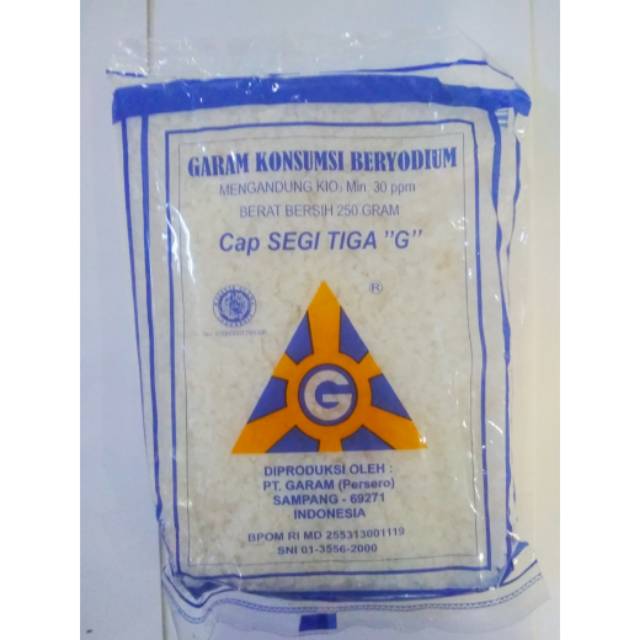 GARAM KONSUMSI BERYODIUM
MENGANDUNG KIO₃ Min. 30 ppm
BERAT BERSIH 250 GRAM
Cap SEGI TIGA "G"
®
G
DIPRODUKSI OLEH :
PT. GARAM (Persero)
SAMPANG - 69271
INDONESIA
BPOM RI MD 255313001119
SNI 01-3556-2000